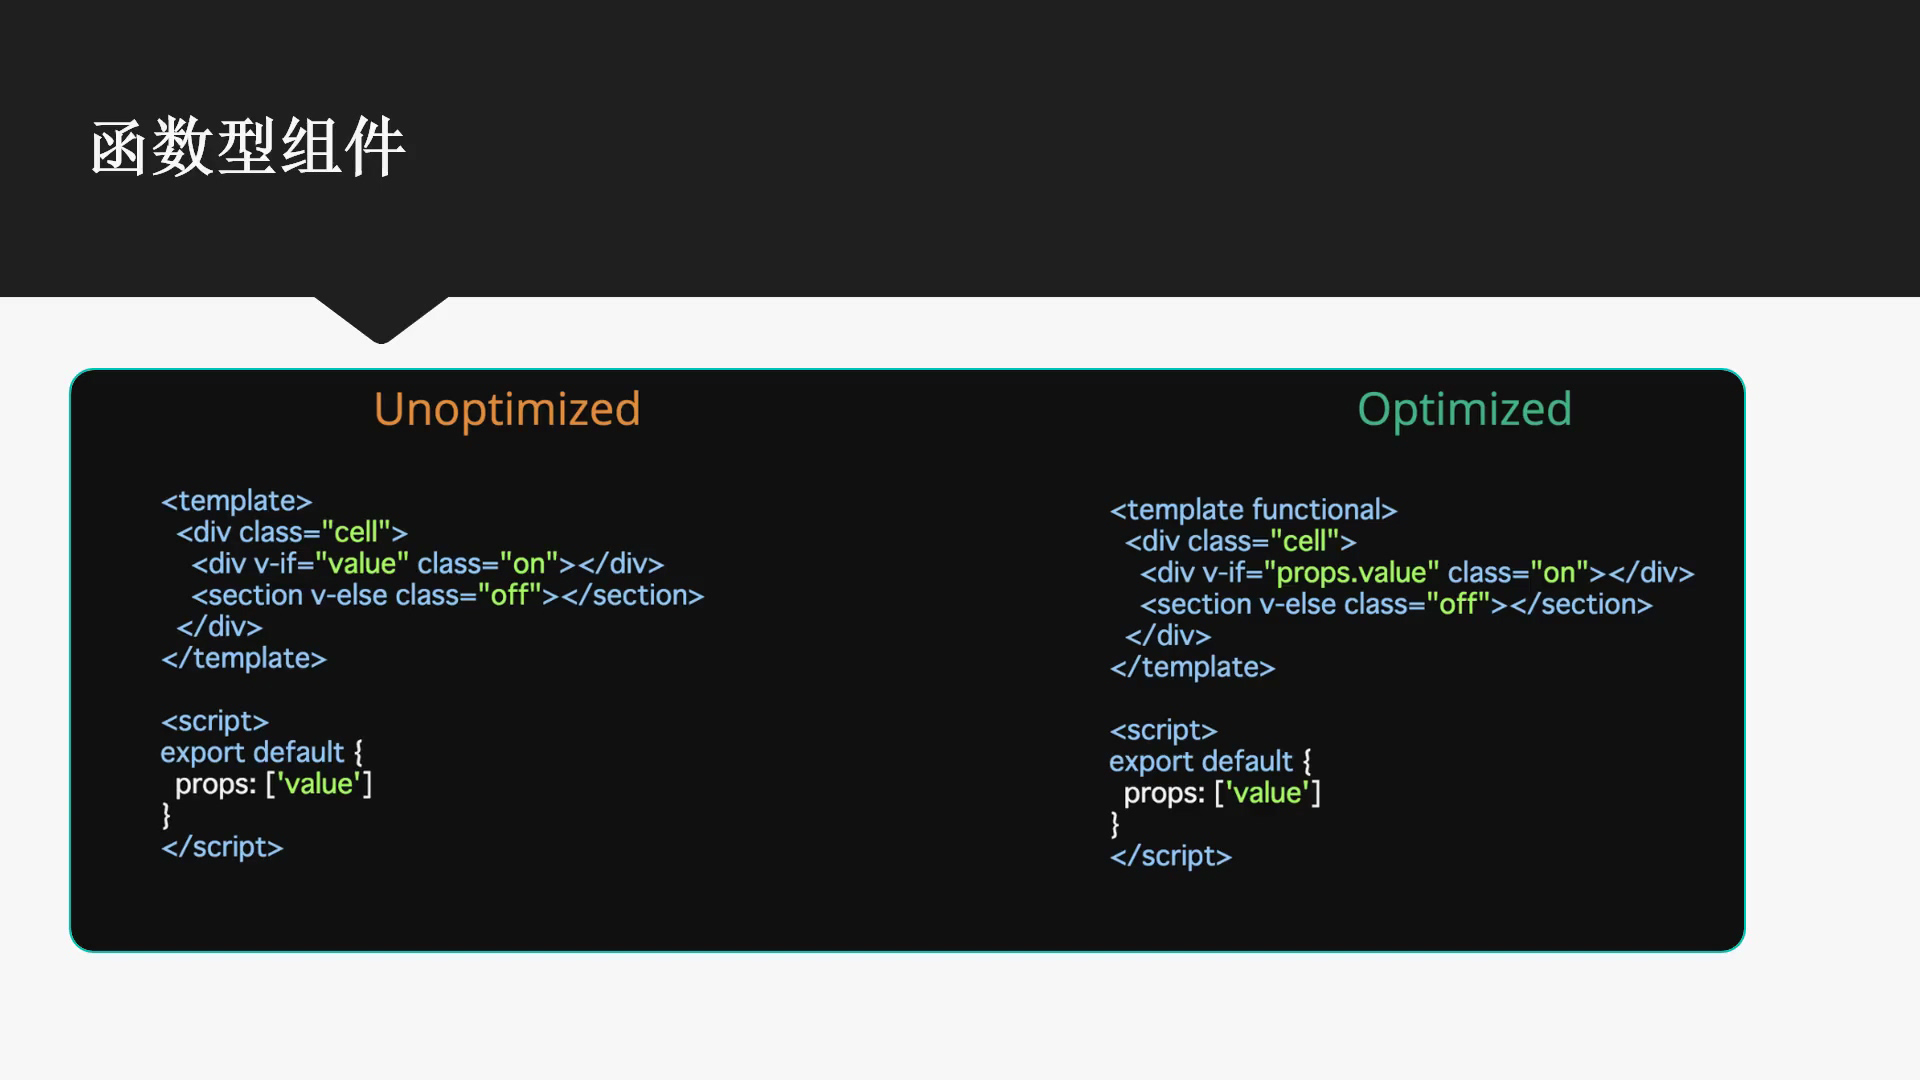 函数型组件
Unoptimized
<template>
  <div class="cell">
    <div v-if="value" class="on"></div>
    <section v-else class="off"></section>
  </div>
</template>
<script>
export default {
  props: ['value']
}
</script>
Optimized
<template functional>
  <div class="cell">
    <div v-if="props.value" class="on"></div>
    <section v-else class="off"></section>
  </div>
</template>
<script>
export default {
  props: ['value']
}
</script>